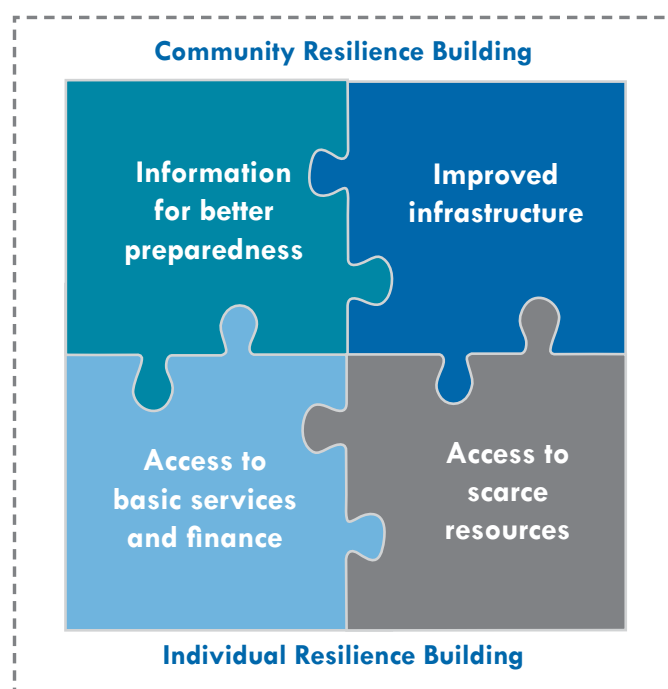 Community Resilience Building
Information
for better
preparedness
Improved
infrastructure
Access to
basic services
and finance
Access to
scarce
resources
Individual Resilience Building